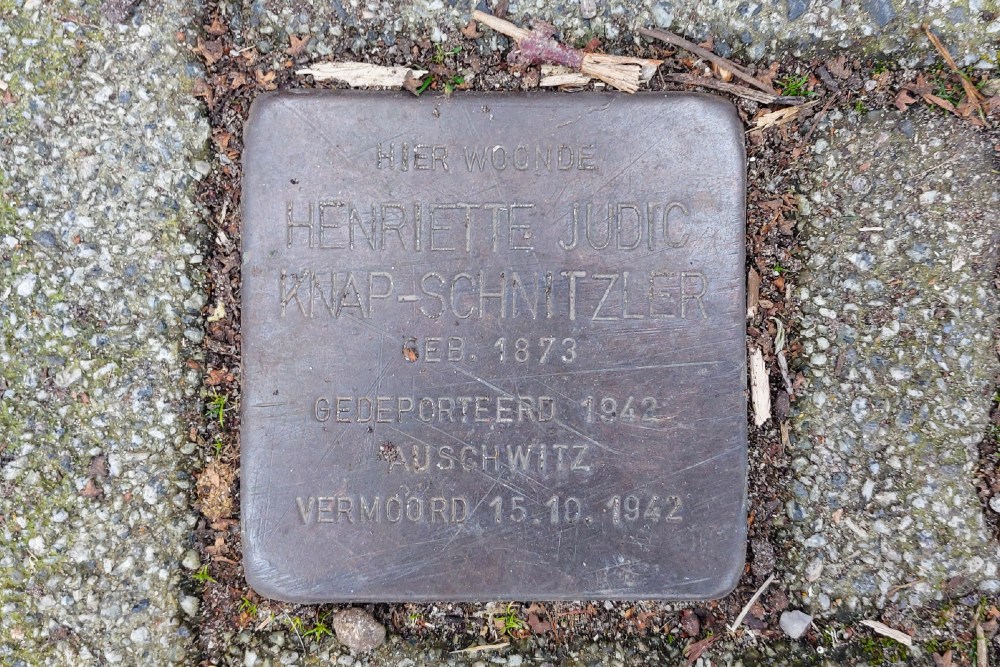 HIER WOONDE
HENRIETTE JUDIC
KNAP-SCHNITZLER
GEB. 1873
GEDEPORTEERD 1942
AUSCHWITZ
VERMOORD 15.10.1942